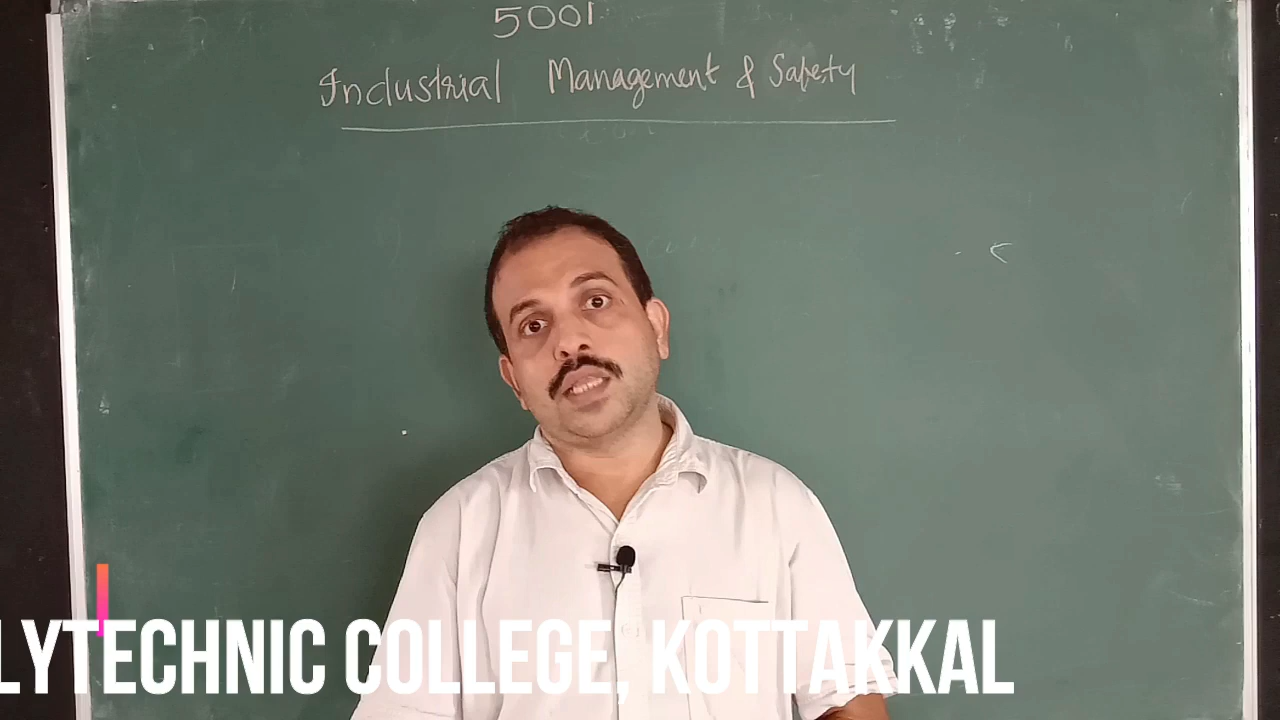 5001
Industrial Management & Safety
LYTECHNIC COLLEGE, KOTTAKKAL